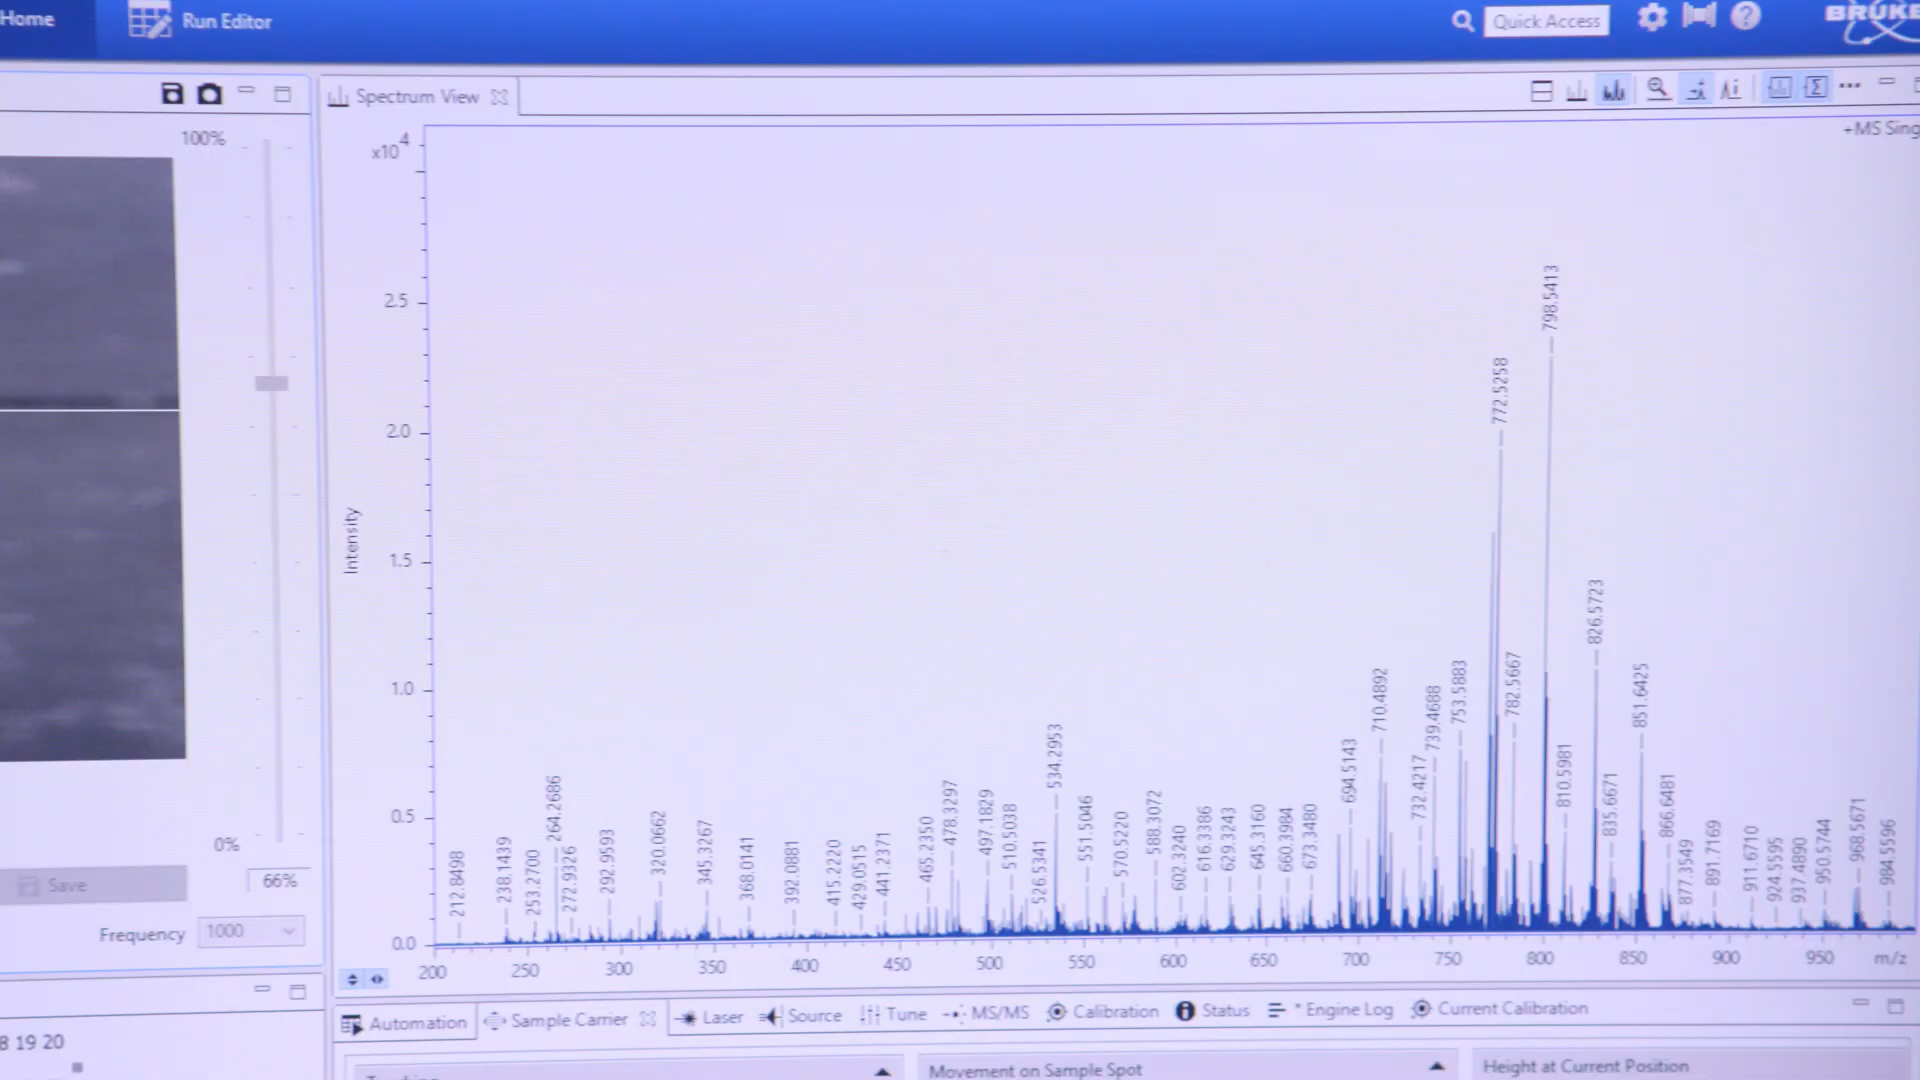 Home
Run Editor
Quick Access
BRUKE
Spectrum View
+MS Sing
100%
0%
66%
Save
Frequency
1000
8 19 20
x10
4
2.5
2.0
1.5
1.0
0.5
0.0
Intensity
212.8498
238.1439
253.2700
264.2686
272.9326
292.9593
320.0662
345.3267
368.0141
392.0881
415.2220
429.0515
441.2371
465.2350
478.3297
497.1829
510.5038
526.5341
534.2953
551.5046
570.5220
588.3072
602.3240
616.3386
629.3243
645.3160
660.3984
673.3480
694.5143
710.4892
732.4217
739.4688
753.5883
772.5258
782.5667
798.5413
810.5981
826.5723
835.6671
851.6425
866.6481
877.3549
891.7169
911.6710
924.5595
937.4890
950.5744
968.5671
984.5596
200 250 300 350 400 450 500 550 600 650 700 750 800 850 900 950 m/z
Automation
Sample Carrier
Laser
Source
Tune
MS/MS
Calibration
Status
* Engine Log
Current Calibration
Movement on Sample Spot
Height at Current Position